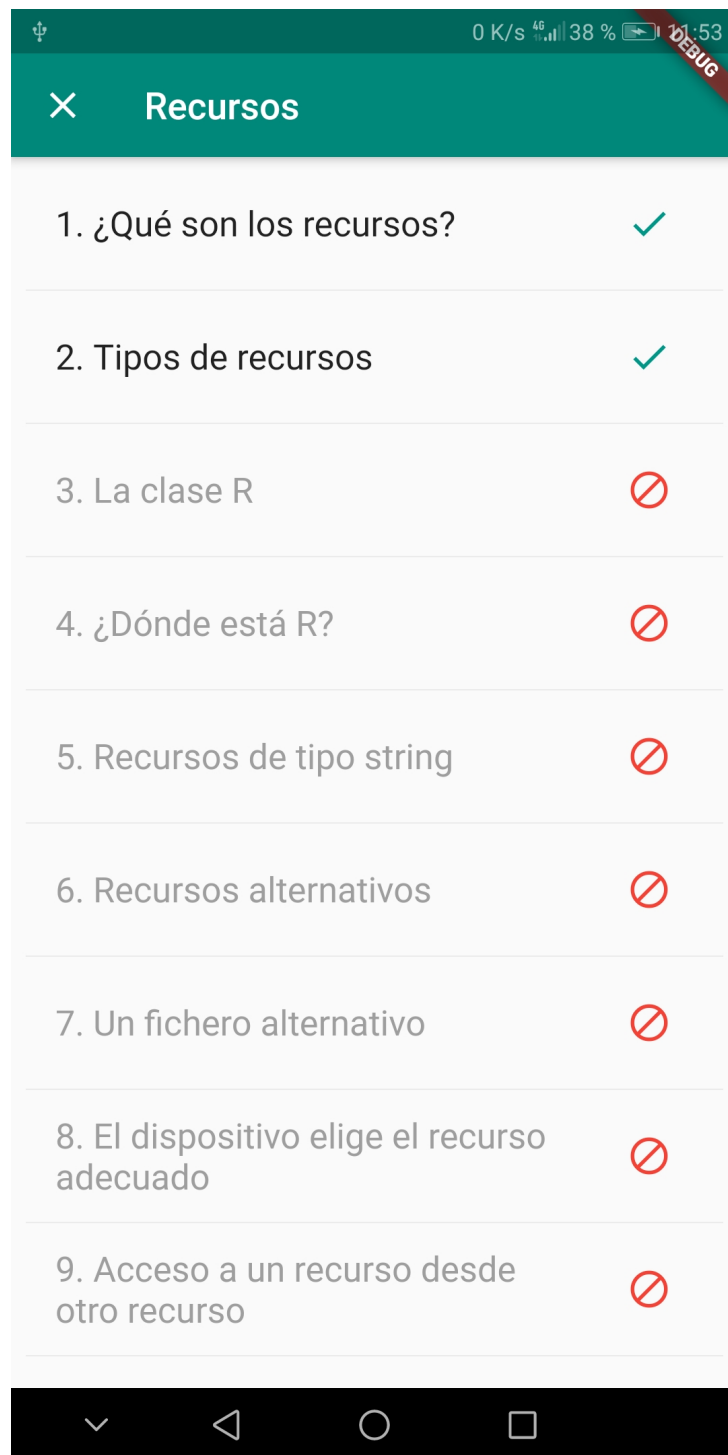 0 K/s 4G 38 % 11:53
DEBUG
Recursos
1. ¿Qué son los recursos?
2. Tipos de recursos
3. La clase R
4. ¿Dónde está R?
5. Recursos de tipo string
6. Recursos alternativos
7. Un fichero alternativo
8. El dispositivo elige el recurso
adecuado
9. Acceso a un recurso desde
otro recurso